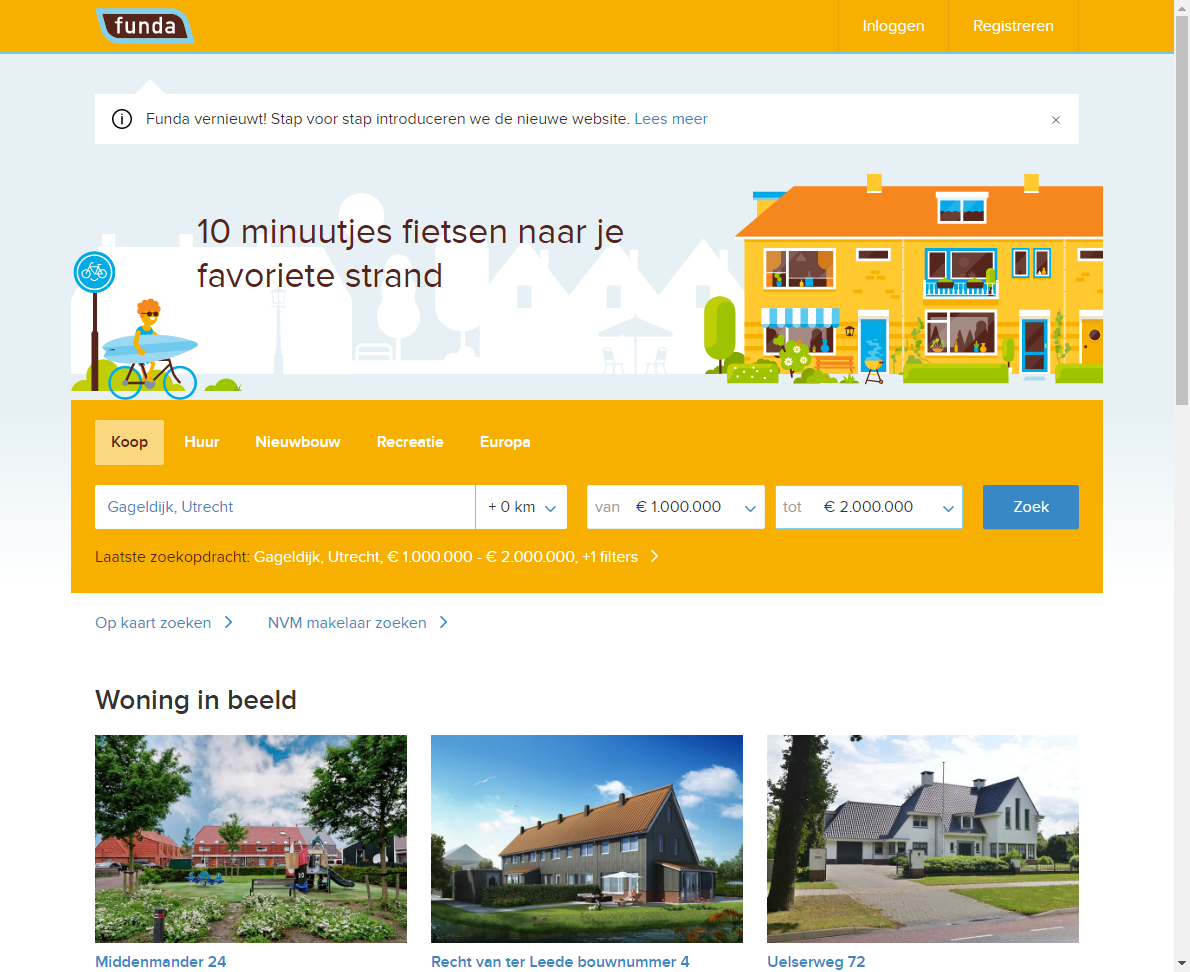 funda
Inloggen
Registreren
Funda vernieuwt! Stap voor stap introduceren we de nieuwe website. Lees meer
10 minuutjes fietsen naar je
favoriete strand
Koop
Huur
Nieuwbouw
Recreatie
Europa
Gageldijk, Utrecht
+ 0 km
van € 1.000.000
tot € 2.000.000
Zoek
Laatste zoekopdracht: Gageldijk, Utrecht, € 1.000.000 - € 2.000.000, +1 filters
Op kaart zoeken
NVM makelaar zoeken
Woning in beeld
Middenmander 24
Recht van ter Leede bouwnummer 4
Uelserweg 72